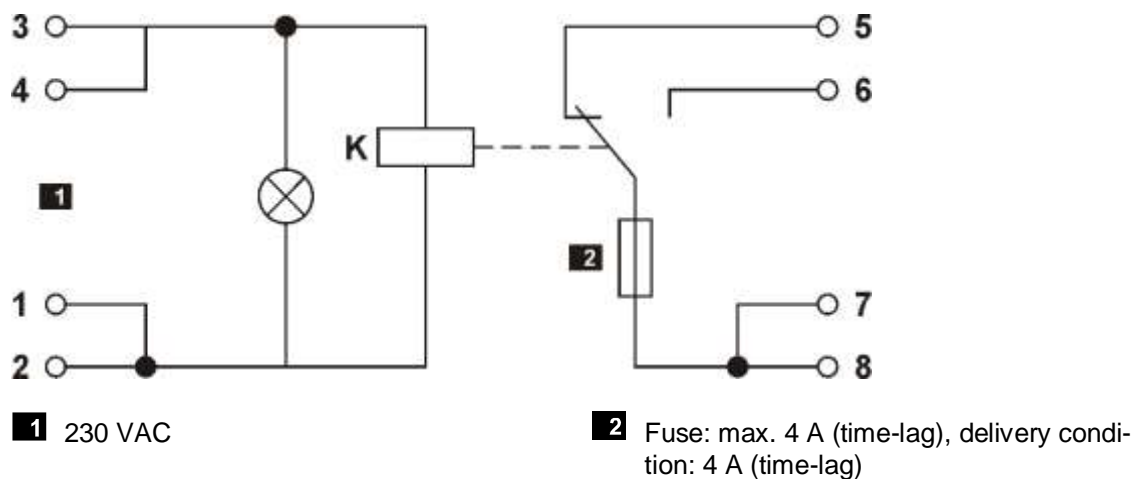 3
5
4
6
K
1
2
1
7
2
8
1 230 VAC
2 Fuse: max. 4 A (time-lag), delivery condi-
tion: 4 A (time-lag)